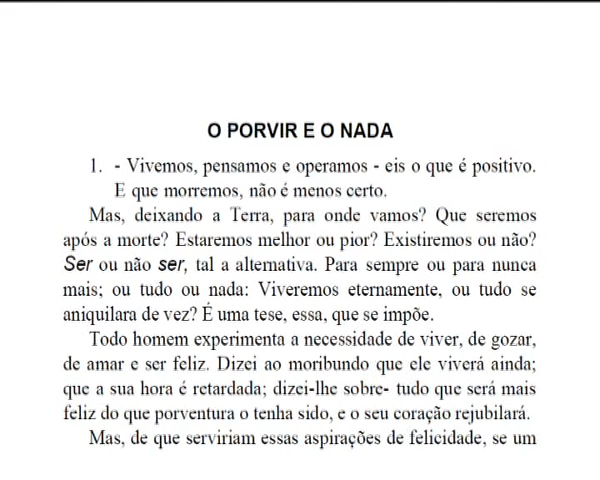 O PORVIR E O NADA
1. - Vivemos, pensamos e operamos - eis o que é positivo.
E que morremos, não é menos certo.
Mas, deixando a Terra, para onde vamos? Que seremos
após a morte? Estaremos melhor ou pior? Existiremos ou não?
Ser ou não ser, tal a alternativa. Para sempre ou para nunca
mais; ou tudo ou nada: Viveremos eternamente, ou tudo se
aniquilara de vez? É uma tese, essa, que se impõe.
Todo homem experimenta a necessidade de viver, de gozar,
de amar e ser feliz. Dizei ao moribundo que ele viverá ainda;
que a sua hora é retardada; dizei-lhe sobre- tudo que será mais
feliz do que porventura o tenha sido, e o seu coração rejubilará.
Mas, de que serviriam essas aspirações de felicidade, se um